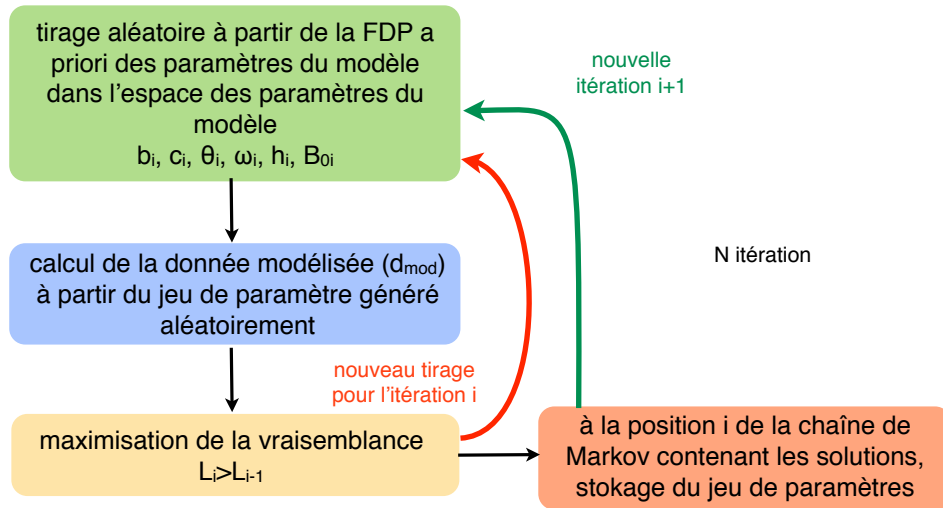 tirage aléatoire à partir de la FDP a
priori des paramètres du modèle
dans l'espace des paramètres du
modèle
bi, ci, θi, ωi, hi, B0i
nouvelle
itération i+1
calcul de la donnée modélisée (dmod)
à partir du jeu de paramètre généré
aléatoirement
N itération
nouveau tirage
pour l'itération i
maximisation de la vraisemblance
Li>Li-1
à la position i de la chaîne de
Markov contenant les solutions,
stokage du jeu de paramètres